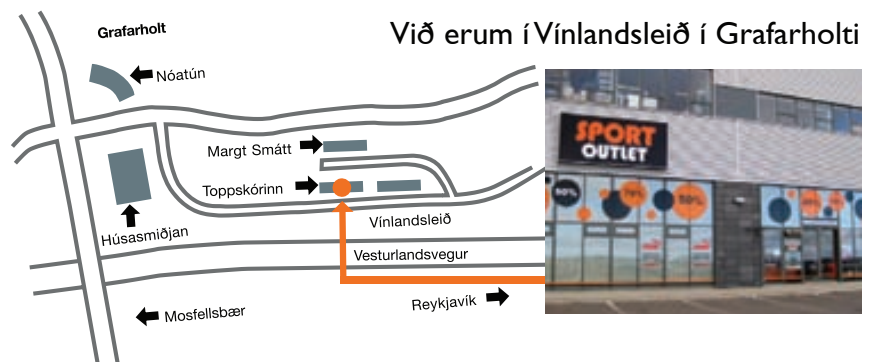 Við erum í Vínlandsleið í Grafarholti
Grafarholt
Nóatún
Margt Smátt
Toppskórinn
Vínlandsleið
Húsasmiðjan
Vesturlandsvegur
Reykjavík
Mosfellsbær
SPORT
OUTLET
50%
70%
50%